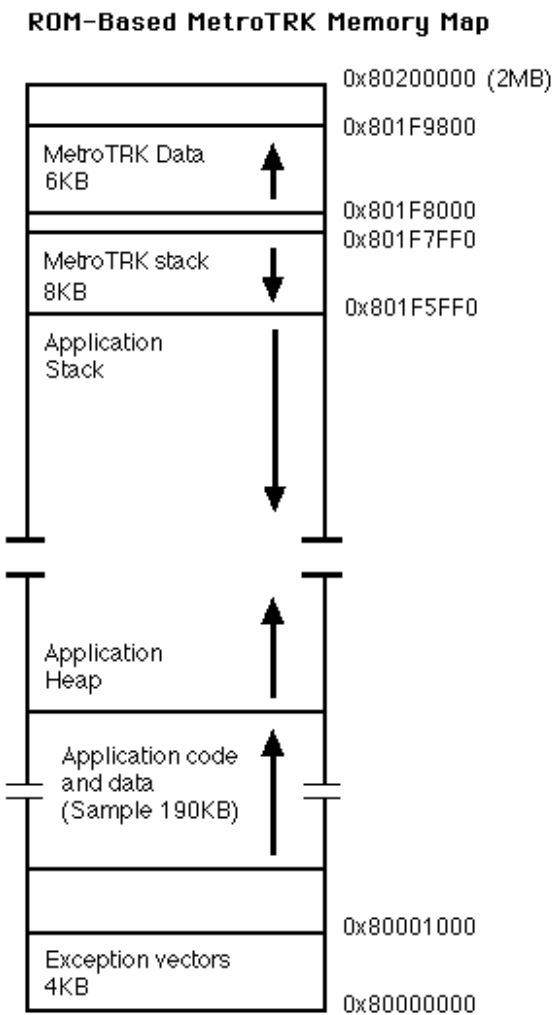 ROM-Based MetroTRK Memory Map
0x80200000 (2MB)
0x801F9800
MetroTRK Data
6KB
0x801F8000
0x801F7FF0
MetroTRK stack
8KB
0x801F5FF0
Application
Stack
Application
Heap
Application code
and data
(Sample 190KB)
0x80001000
Exception vectors
4KB
0x80000000